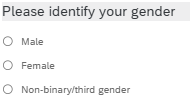 Please identify your gender
Male
Female
Non-binary/third gender